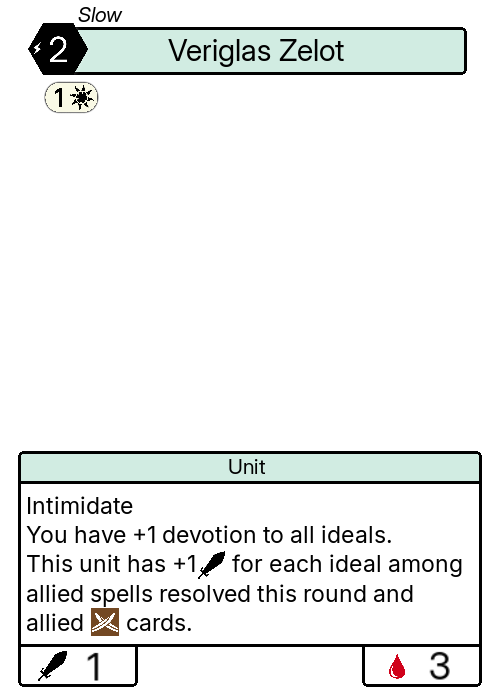 Slow
2 Veriglas Zelot
1
Unit
Intimidate
You have +1 devotion to all ideals.
This unit has +1 for each ideal among
allied spells resolved this round and
allied cards.
1 3